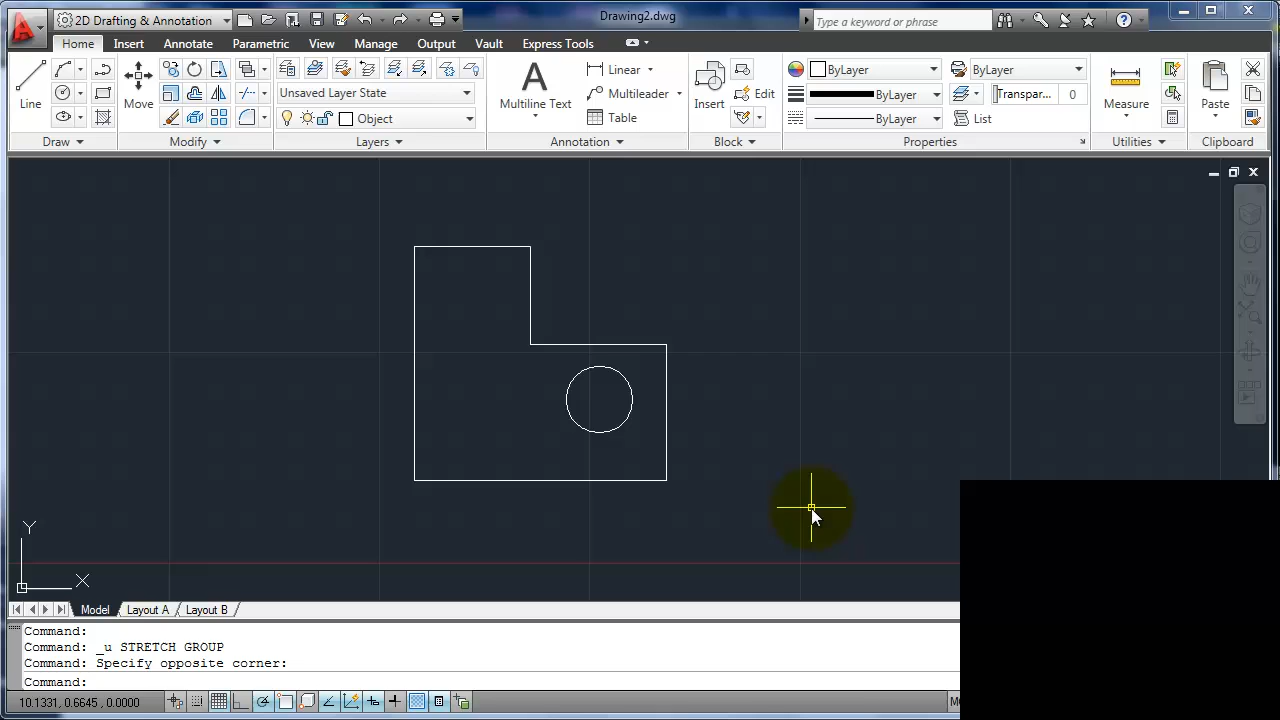 2D Drafting & Annotation
Drawing2.dwg
Type a keyword or phrase
Home Insert Annotate Parametric View Manage Output Vault Express Tools
Line
Move
Unsaved Layer State
Object
Multiline Text
Linear
Multileader
Table
Insert
Edit
ByLayer
ByLayer
ByLayer
ByLayer
Transpar... 0
List
Measure
Paste
Draw Modify Layers Annotation Block Properties Utilities Clipboard
Y
X
Model Layout A Layout B
Command:
Command: _u STRETCH GROUP
Command: Specify opposite corner:
Command:
10.1331, 0.6645, 0.0000